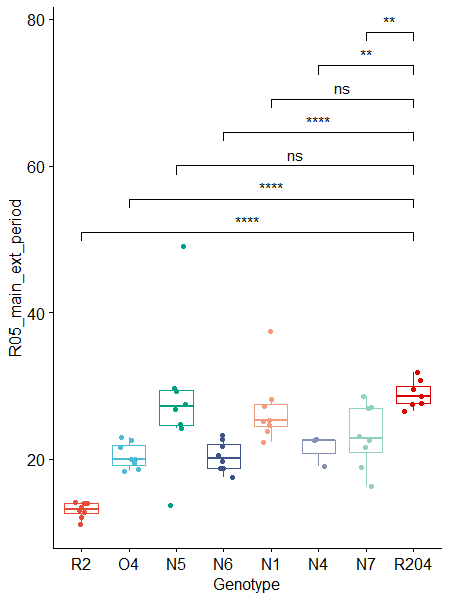 80
**
**
ns
****
60
ns
****
****
R05_main_ext_period
40
20
R2 O4 N5 N6 N1 N4 N7 R204
Genotype